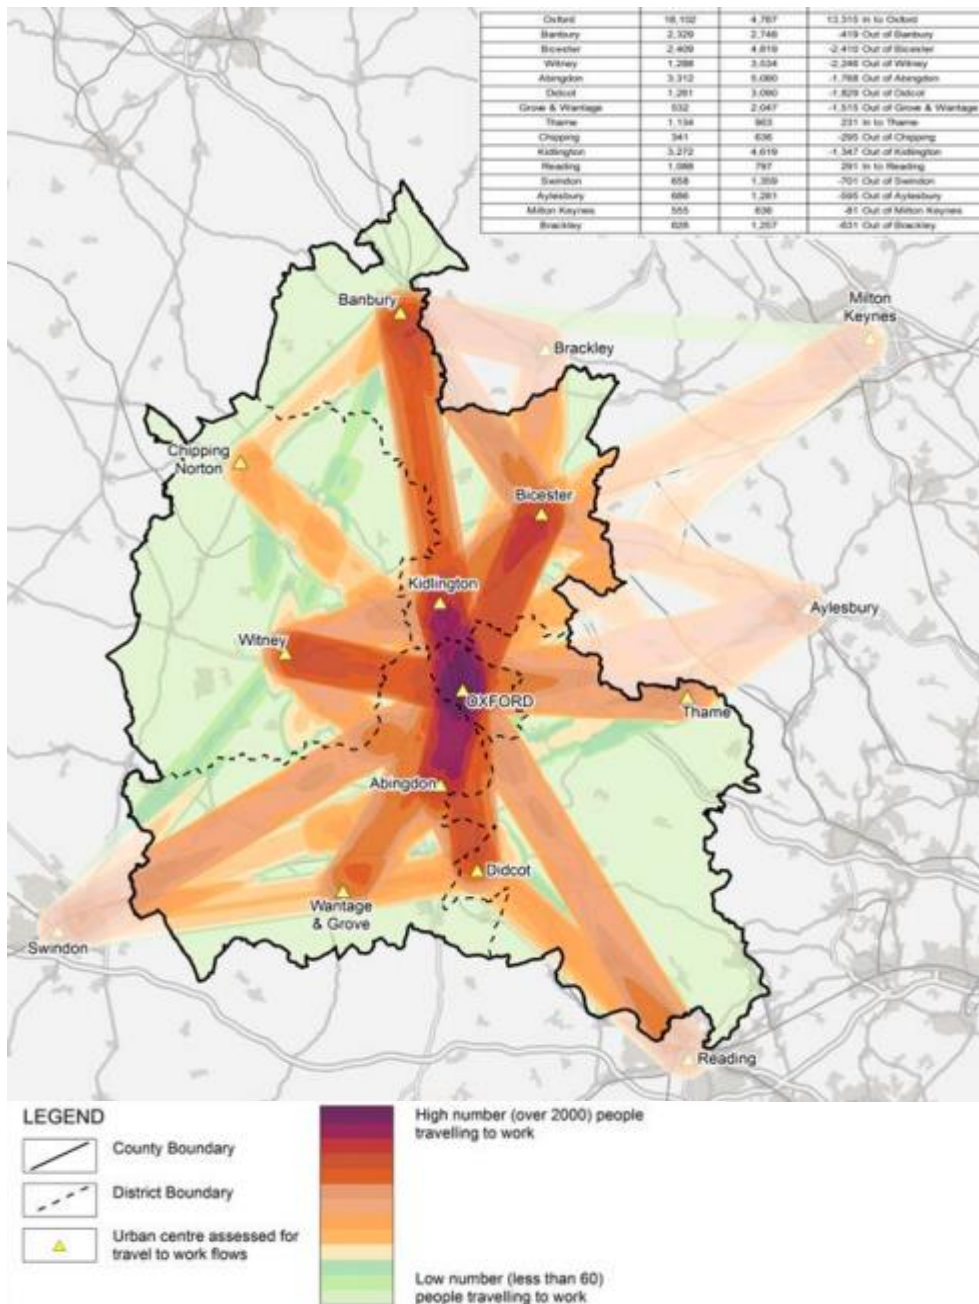 Oxford 18,102 4,787 13,315 In to Oxford
Banbury 2,329 2,748 -419 Out of Banbury
Bicester 2,409 4,819 -2,410 Out of Bicester
Witney 1,288 3,534 -2,246 Out of Witney
Abingdon 3,312 5,080 -1,768 Out of Abingdon
Didcot 1,261 3,090 -1,829 Out of Didcot
Grove & Wantage 532 2,047 -1,515 Out of Grove & Wantage
Thame 1,134 903 231 In to Thame
Chipping 341 636 -295 Out of Chipping
Kidlington 3,272 4,619 -1,347 Out of Kidlington
Reading 1,088 797 291 In to Reading
Swindon 658 1,359 -701 Out of Swindon
Aylesbury 686 1,281 -595 Out of Aylesbury
Milton Keynes 555 636 -81 Out of Milton Keynes
Brackley 626 1,257 -631 Out of Brackley
Banbury
Milton
Keynes
Brackley
Chipping
Norton
Bicester
Kidlington
Aylesbury
Witney
OXFORD
Thame
Abingdon
Didcot
Wantage
& Grove
Swindon
Reading
LEGEND
County Boundary
District Boundary
Urban centre assessed for
travel to work flows
High number (over 2000) people
travelling to work
Low number (less than 60)
people travelling to work